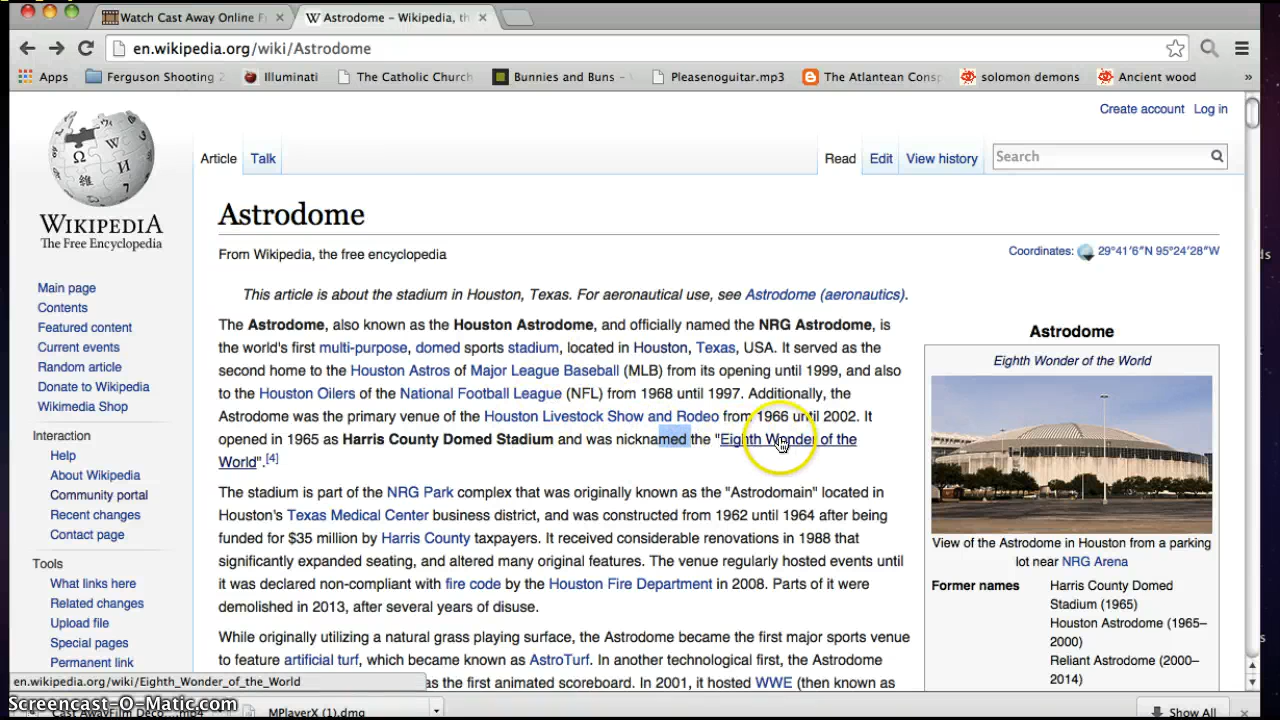 Watch Cast Away Online F
Astrodome – Wikipedia, th
en.wikipedia.org/wiki/Astrodome
Apps
Ferguson Shooting
Illuminati
The Catholic Church
Bunnies and Buns -
Pleasenoguitar.mp3
The Atlantean Consp
solomon demons
Ancient wood
»
Create account Log in
Article Talk
Read Edit View history
Search
WIKIPEDIA
The Free Encyclopedia
Main page
Contents
Featured content
Current events
Random article
Donate to Wikipedia
Wikimedia Shop
Interaction
Help
About Wikipedia
Community portal
Recent changes
Contact page
Tools
What links here
Related changes
Upload file
Special pages
Permanent link
Astrodome
From Wikipedia, the free encyclopedia
Coordinates: 29°41′6″N 95°24′28″W
This article is about the stadium in Houston, Texas. For aeronautical use, see Astrodome (aeronautics).
The Astrodome, also known as the Houston Astrodome, and officially named the NRG Astrodome, is
the world's first multi-purpose, domed sports stadium, located in Houston, Texas, USA. It served as the
second home to the Houston Astros of Major League Baseball (MLB) from its opening until 1999, and also
to the Houston Oilers of the National Football League (NFL) from 1968 until 1997. Additionally, the
Astrodome was the primary venue of the Houston Livestock Show and Rodeo from 1966 until 2002. It
opened in 1965 as Harris County Domed Stadium and was nicknamed the "Eighth Wonder of the
World".[4]
The stadium is part of the NRG Park complex that was originally known as the "Astrodomain" located in
Houston's Texas Medical Center business district, and was constructed from 1962 until 1964 after being
funded for $35 million by Harris County taxpayers. It received considerable renovations in 1988 that
significantly expanded seating, and altered many original features. The venue regularly hosted events until
it was declared non-compliant with fire code by the Houston Fire Department in 2008. Parts of it were
demolished in 2013, after several years of disuse.
While originally utilizing a natural grass playing surface, the Astrodome became the first major sports venue
to feature artificial turf, which became known as AstroTurf. In another technological first, the Astrodome
as the first animated scoreboard. In 2001, it hosted WWE (then known as
Astrodome
Eighth Wonder of the World
View of the Astrodome in Houston from a parking
lot near NRG Arena
Former names
Harris County Domed
Stadium (1965)
Houston Astrodome (1965–
2000)
Reliant Astrodome (2000–
2014)
en.wikipedia.org/wiki/Eighth_Wonder_of_the_World
Screencast-O-Matic.com
MPlayerX (1).dmg
Show All